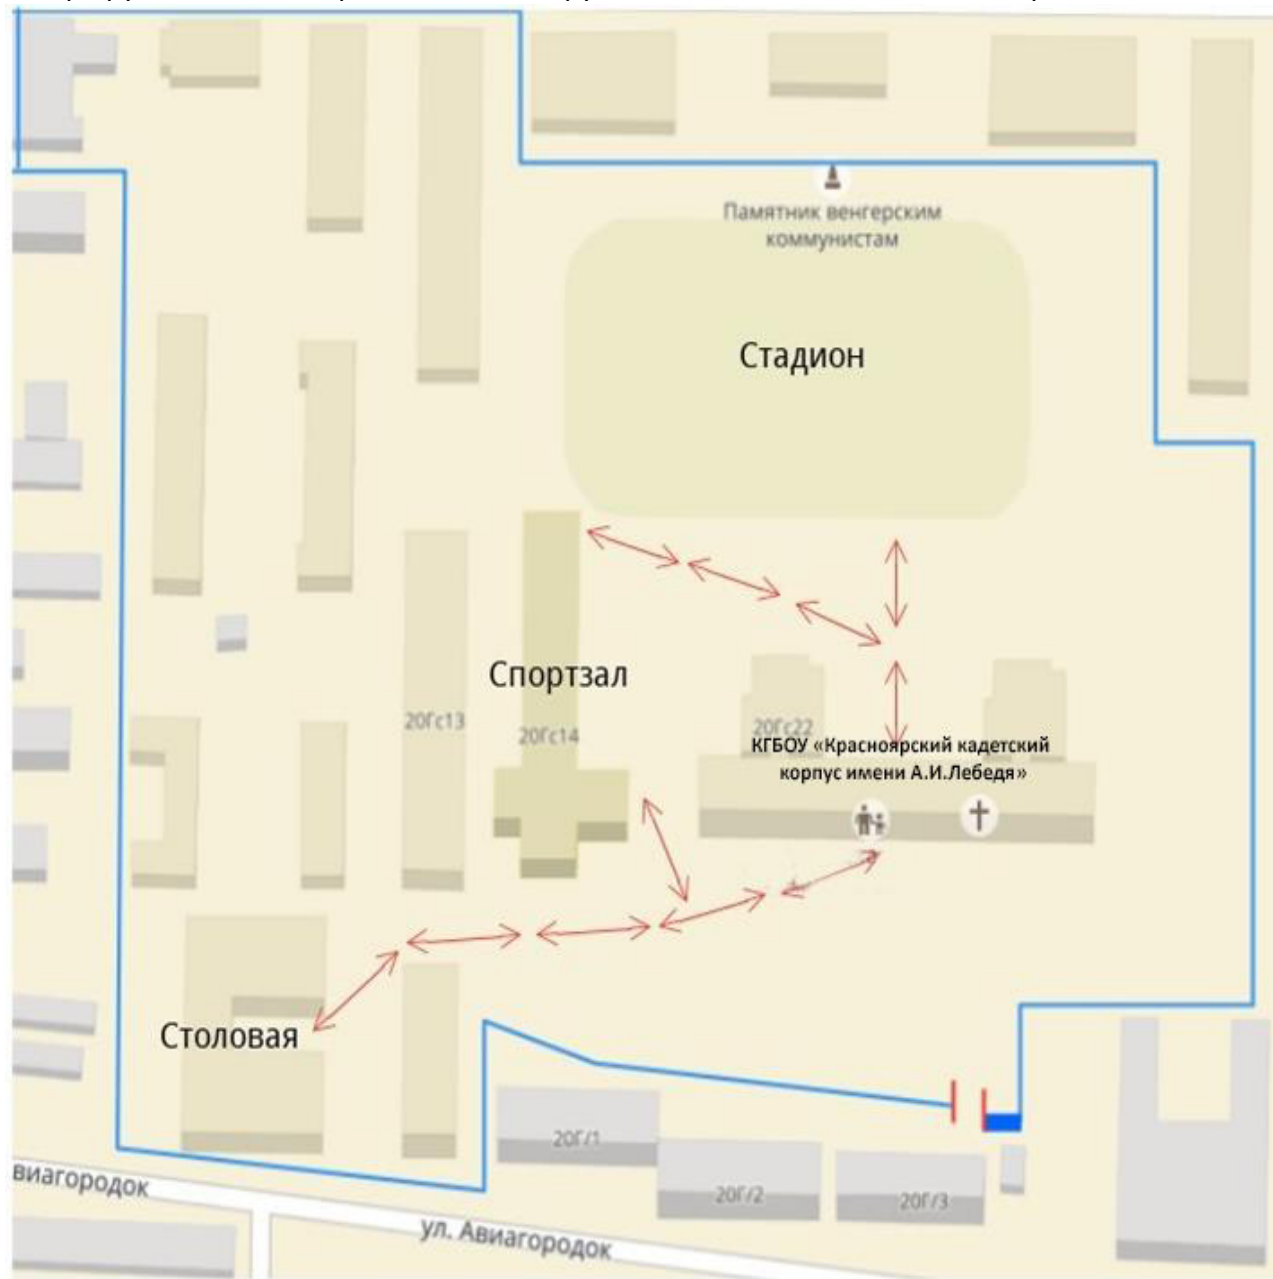 Памятник венгерским
коммунистам
Стадион
Спортзал
20Гс13
20Гс14
20Гс22
КГБОУ «Красноярский кадетский
корпус имени А.И.Лебедя»
Столовая
20Г/1
20Г/2
20Г/3
виагородок
ул. Авиагородок